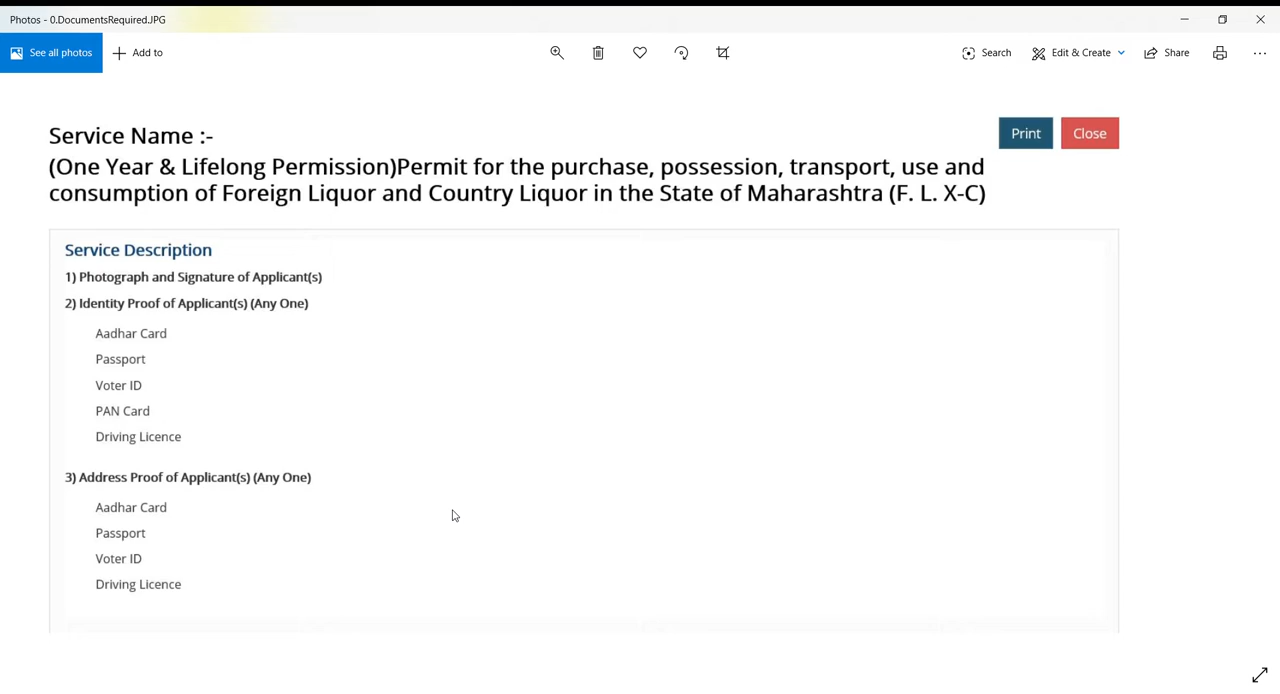 Photos - 0.DocumentsRequired.JPG
See all photos
Add to
Search
Edit & Create
Share
Service Name :-
Print
Close
(One Year & Lifelong Permission)Permit for the purchase, possession, transport, use and
consumption of Foreign Liquor and Country Liquor in the State of Maharashtra (F. L. X-C)
Service Description
1) Photograph and Signature of Applicant(s)
2) Identity Proof of Applicant(s) (Any One)
Aadhar Card
Passport
Voter ID
PAN Card
Driving Licence
3) Address Proof of Applicant(s) (Any One)
Aadhar Card
Passport
Voter ID
Driving Licence